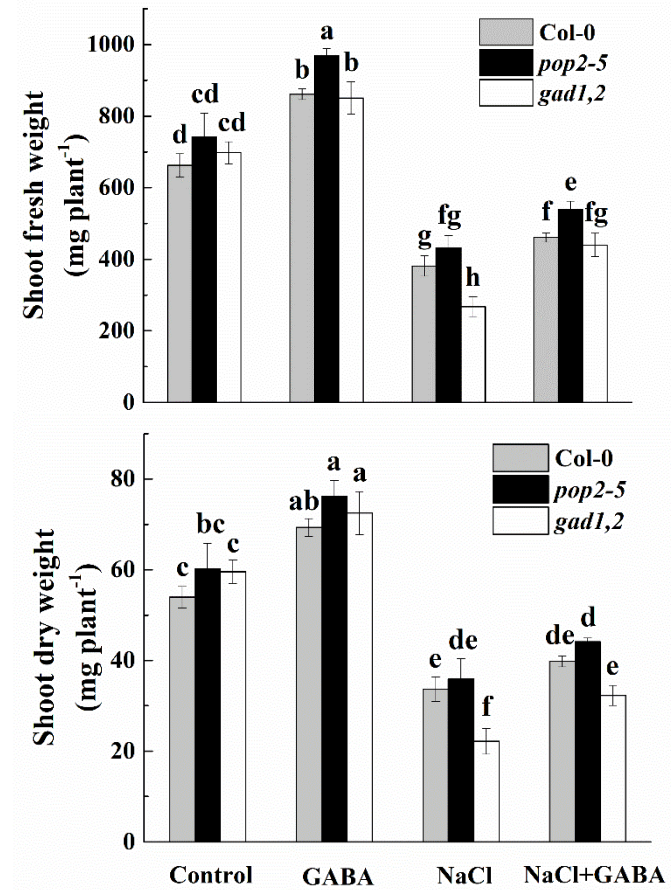 Shoot fresh weight
(mg plant-1)
1000
800
600
400
200
0
Col-0
pop2-5
gad1,2
d cd cd
b a b
g fg h
f e fg
Shoot dry weight
(mg plant-1)
80
60
40
20
0
Col-0
pop2-5
gad1,2
c bc c
ab a a
e de f
de d e
Control GABA NaCl NaCl+GABA